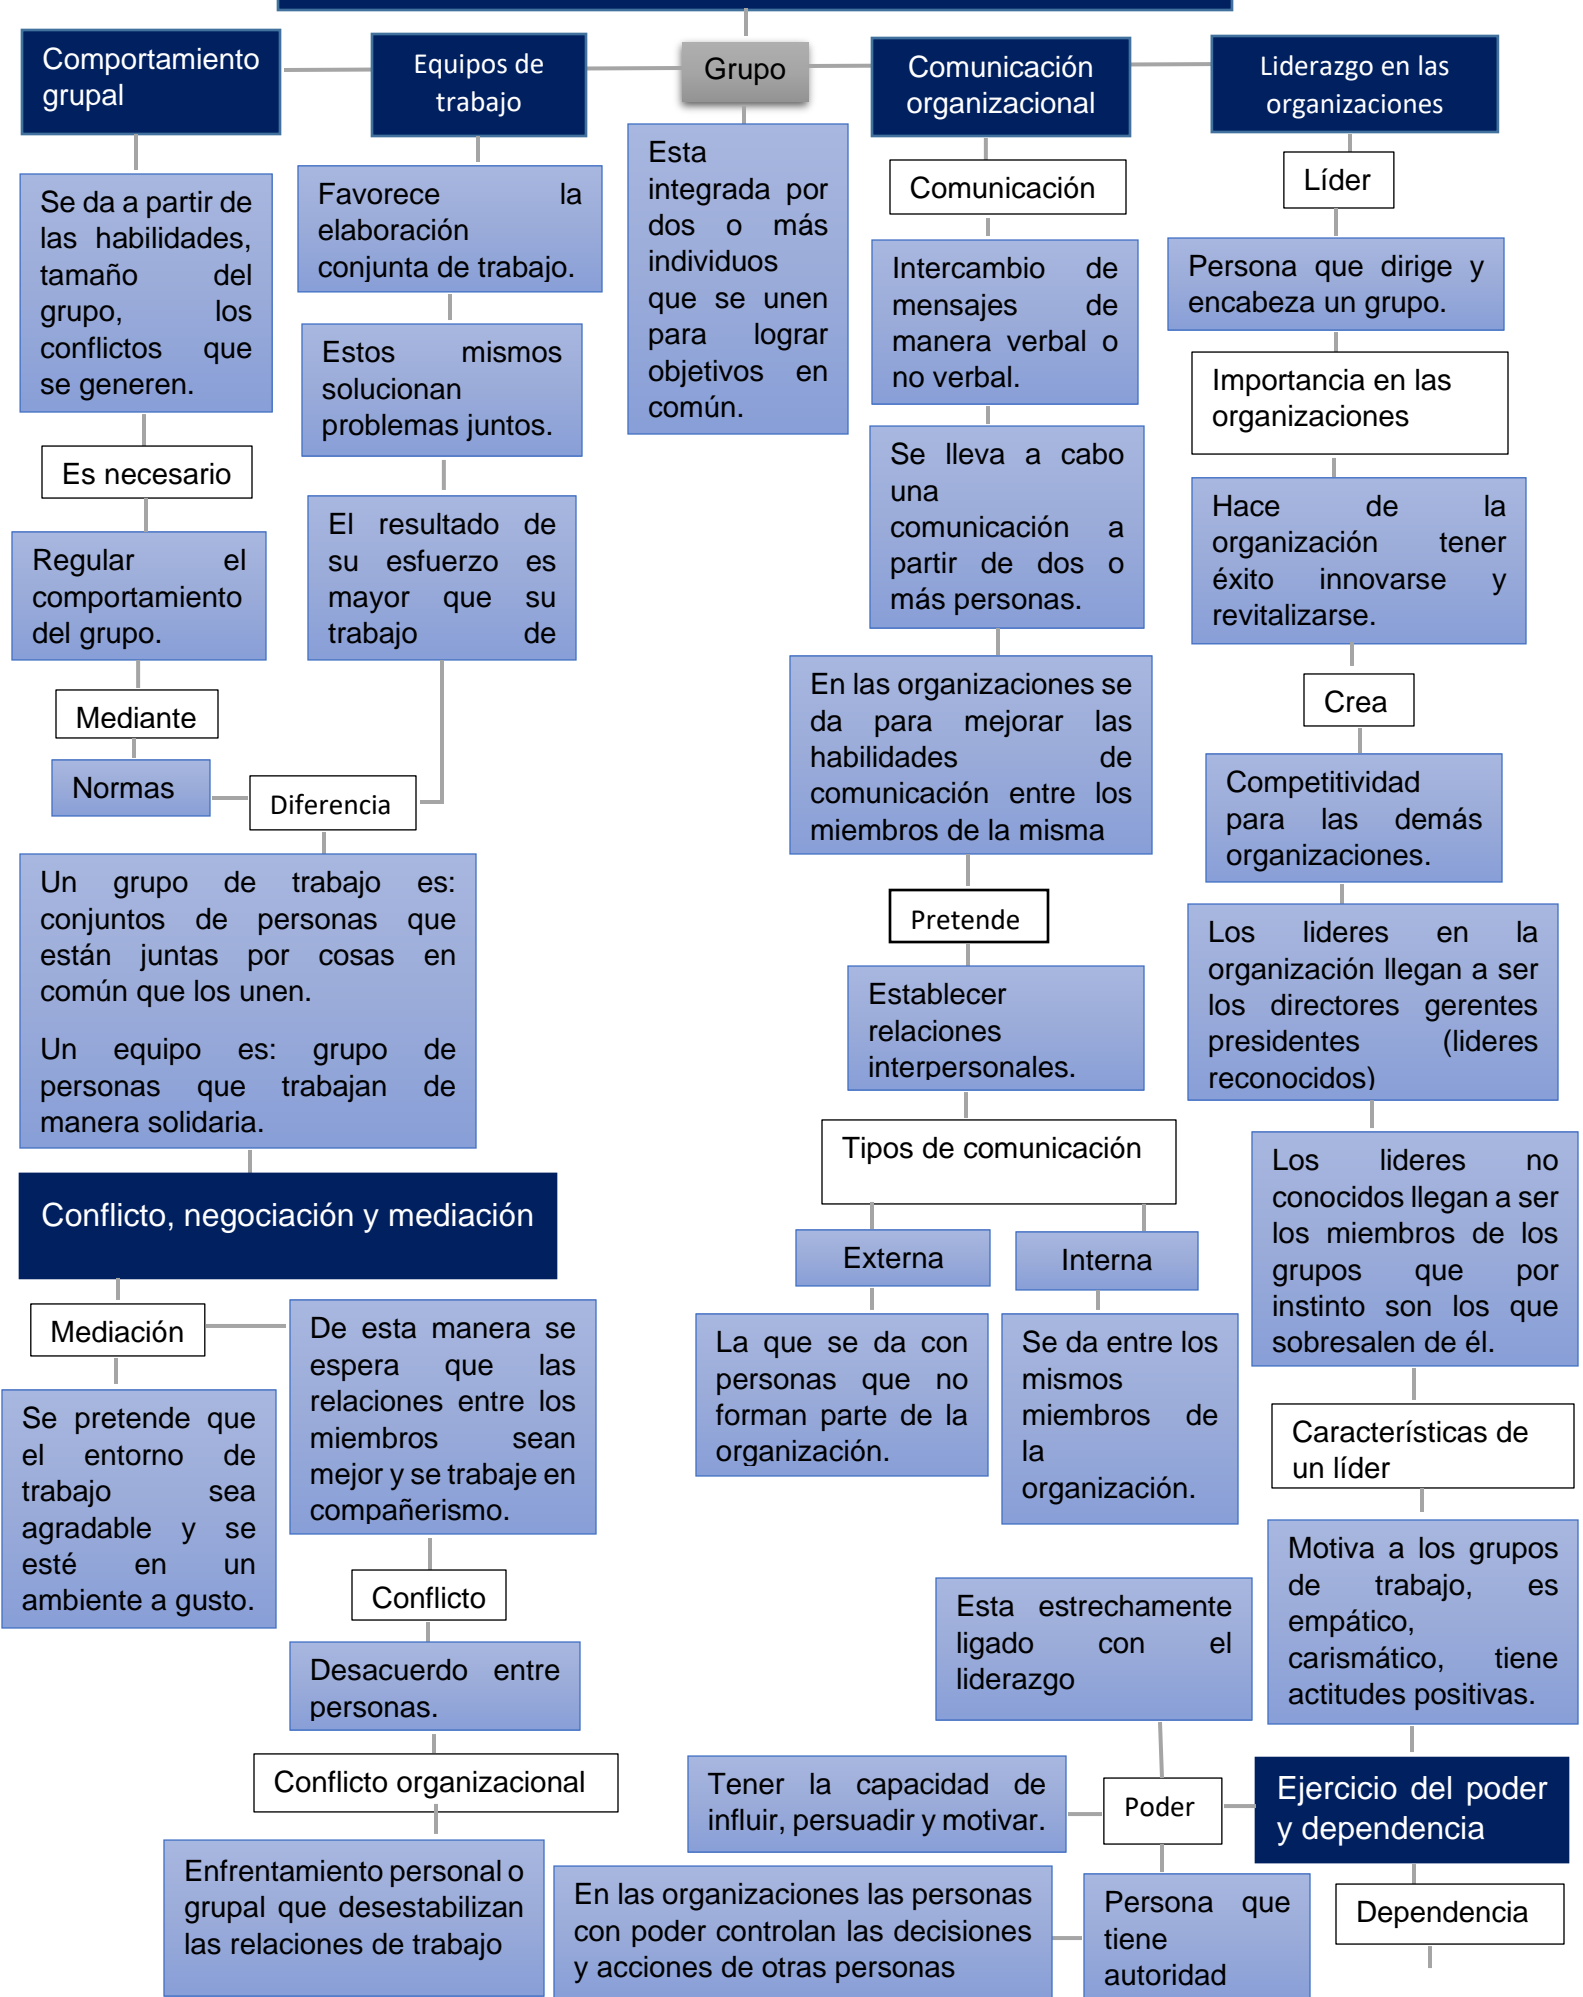 Comportamiento
grupal
Equipos de
trabajo
Grupo
Comunicación
organizacional
Liderazgo en las
organizaciones
Se da a partir de
las habilidades,
tamaño del
grupo, los
conflictos que
se generen.
Es necesario
Regular el
comportamiento
del grupo.
Mediante
Normas
Favorece la
elaboración
conjunta de trabajo.
Estos mismos
solucionan
problemas juntos.
El resultado de
su esfuerzo es
mayor que su
trabajo de
Diferencia
Un grupo de trabajo es:
conjuntos de personas que
están juntas por cosas en
común que los unen.
Un equipo es: grupo de
personas que trabajan de
manera solidaria.
Esta
integrada por
dos o más
individuos
que se unen
para lograr
objetivos en
común.
Comunicación
Intercambio de
mensajes de
manera verbal o
no verbal.
Se lleva a cabo
una
comunicación a
partir de dos o
más personas.
En las organizaciones se
da para mejorar las
habilidades de
comunicación entre los
miembros de la misma
Pretende
Establecer
relaciones
interpersonales.
Tipos de comunicación
Externa
Interna
La que se da con
personas que no
forman parte de la
organización.
Se da entre los
mismos
miembros de
la
organización.
Líder
Persona que dirige y
encabeza un grupo.
Importancia en las
organizaciones
Hace de la
organización tener
éxito innovarse y
revitalizarse.
Crea
Competitividad
para las demás
organizaciones.
Los lideres en la
organización llegan a ser
los directores gerentes
presidentes (lideres
reconocidos)
Los lideres no
conocidos llegan a ser
los miembros de los
grupos que por
instinto son los que
sobresalen de él.
Características de
un líder
Motiva a los grupos
de trabajo, es
empático,
carismático, tiene
actitudes positivas.
Conflicto, negociación y mediación
Mediación
Se pretende que
el entorno de
trabajo sea
agradable y se
esté en un
ambiente a gusto.
De esta manera se
espera que las
relaciones entre los
miembros sean
mejor y se trabaje en
compañerismo.
Conflicto
Desacuerdo entre
personas.
Conflicto organizacional
Enfrentamiento personal o
grupal que desestabilizan
las relaciones de trabajo
Ejercicio del poder
y dependencia
Poder
Esta estrechamente
ligado con el
liderazgo
Tener la capacidad de
influir, persuadir y motivar.
Persona que
tiene
autoridad
En las organizaciones las personas
con poder controlan las decisiones
y acciones de otras personas
Dependencia